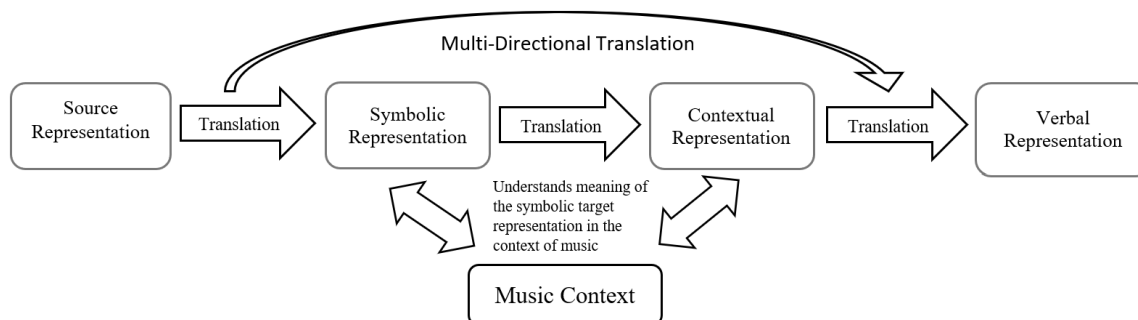 Multi-Directional Translation
Source
Representation
Translation
Symbolic
Representation
Translation
Contextual
Representation
Translation
Verbal
Representation
Understands meaning of
the symbolic target
representation in the
context of music
Music Context